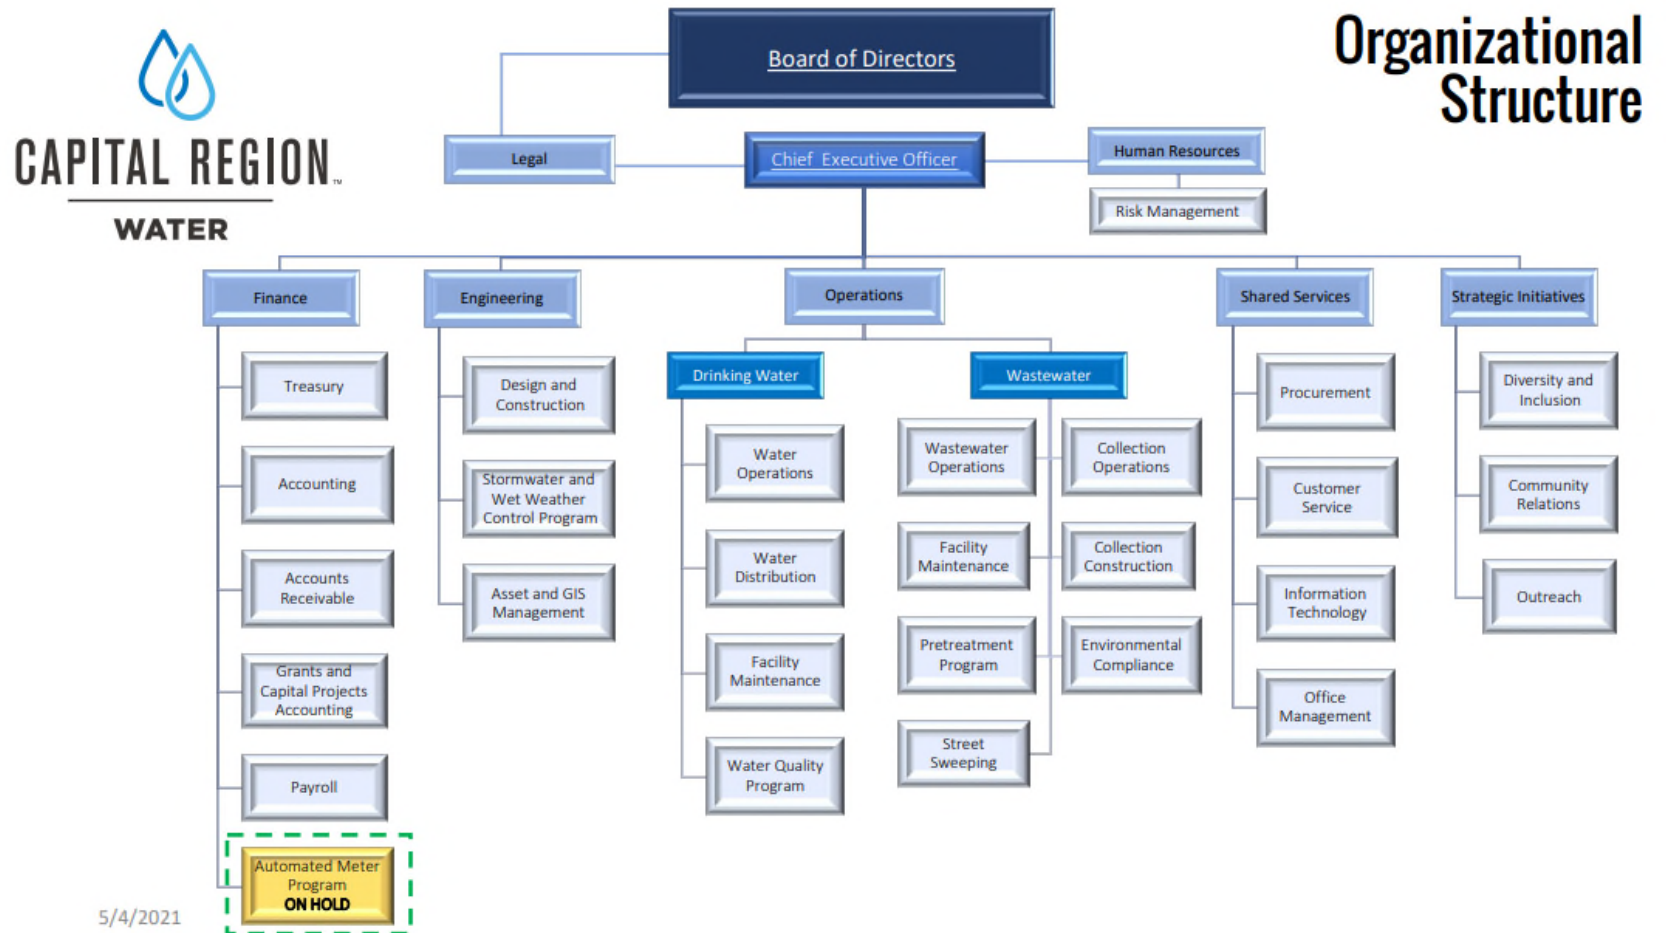 Organizational
Structure
CAPITAL REGION
TM
WATER
Board of Directors
Legal
Chief Executive Officer
Human Resources
Risk Management
Finance
Treasury
Accounting
Accounts
Receivable
Grants and
Capital Projects
Accounting
Payroll
Automated Meter
Program
ON HOLD
Engineering
Design and
Construction
Stormwater and
Wet Weather
Control Program
Asset and GIS
Management
Operations
Drinking Water
Water
Operations
Water
Distribution
Facility
Maintenance
Water Quality
Program
Wastewater
Wastewater
Operations
Collection
Operations
Facility
Maintenance
Collection
Construction
Pretreatment
Program
Environmental
Compliance
Street
Sweeping
Shared Services
Procurement
Customer
Service
Information
Technology
Office
Management
Strategic Initiatives
Diversity and
Inclusion
Community
Relations
Outreach
5/4/2021